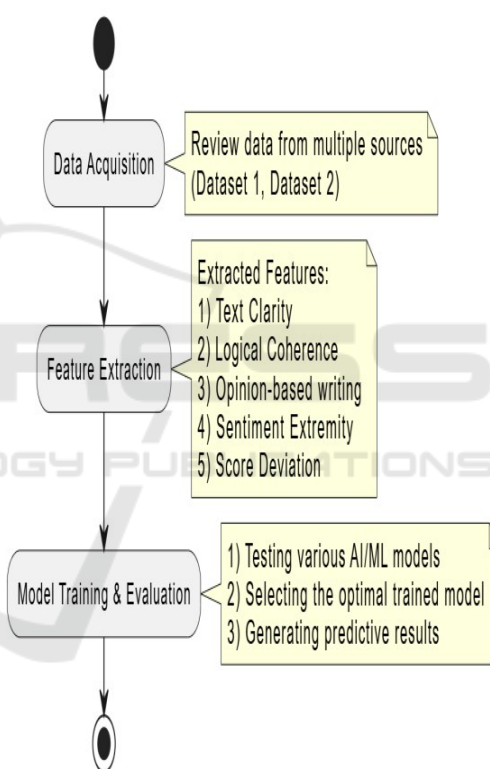 Data Acquisition
Review data from multiple sources
(Dataset 1, Dataset 2)
Feature Extraction
Extracted Features:
1) Text Clarity
2) Logical Coherence
3) Opinion-based writing
4) Sentiment Extremity
5) Score Deviation
Model Training & Evaluation
1) Testing various AI/ML models
2) Selecting the optimal trained model
3) Generating predictive results